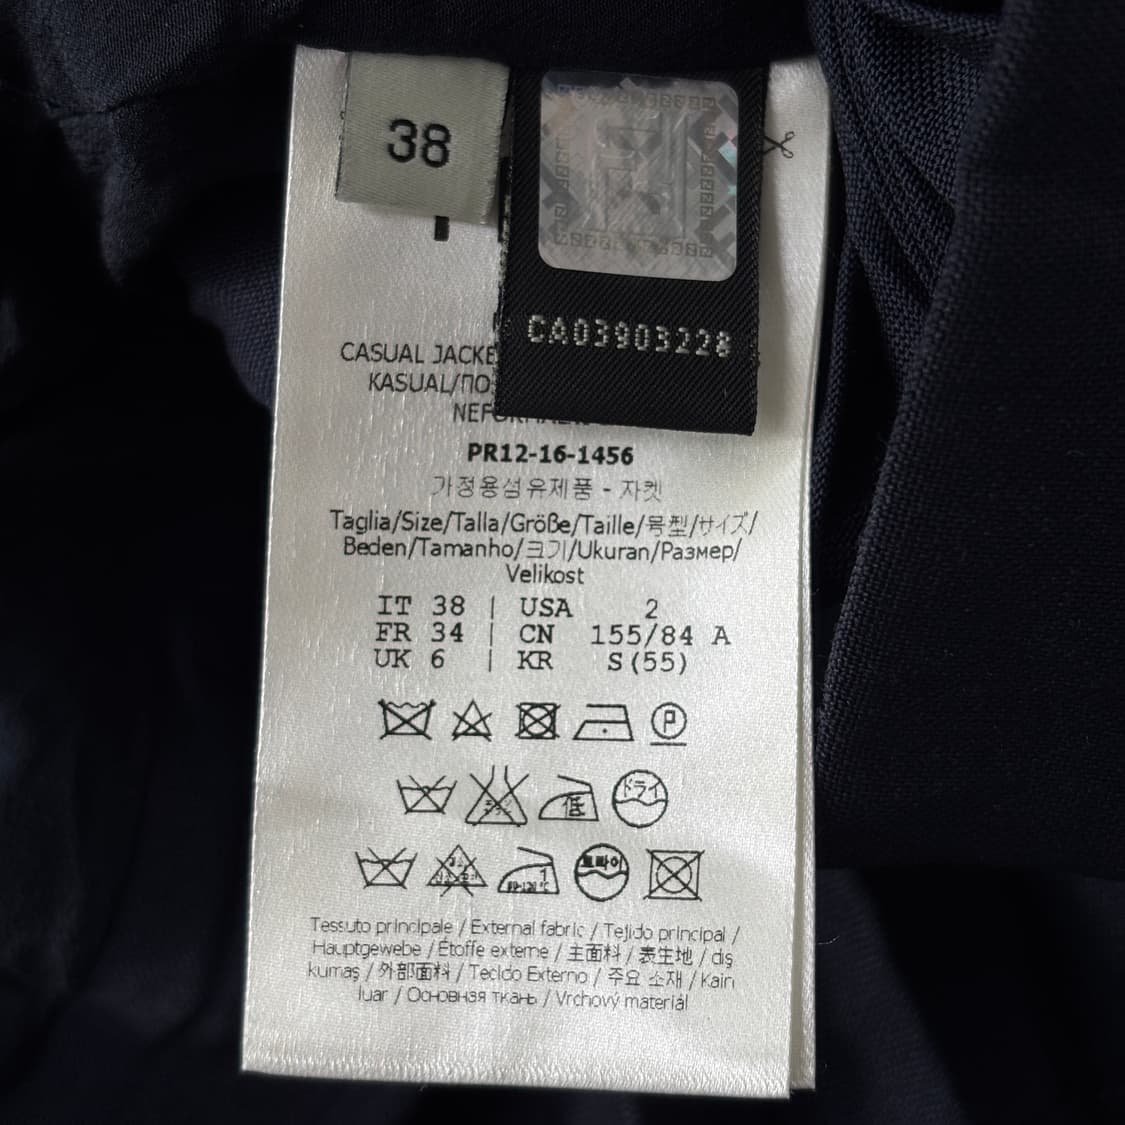 38
CA03903228
CASUAL JACKE
KASUAL/ПО
PR12-16-1456
가정용섬유제품 - 자켓
Taglia/Size/Talla/Größe/Taille/号型/サイズ/
Beden/Tamanho/크기/Ukuran/Размер/
Velikost
IT 38 | USA 2
FR 34 | CN 155/84 A
UK 6 | KR S(55)
P
低 ドライ
드라이
Tessuto principale / External fabric / Tejido principal /
Hauptgewebe / Étoffe externe / 主面料 / 表生地 / dış
kumaş / 外部面料 / Tecido Externo / 주요 소재 / Kain
luar / Основная ткань / Vrchový materiál